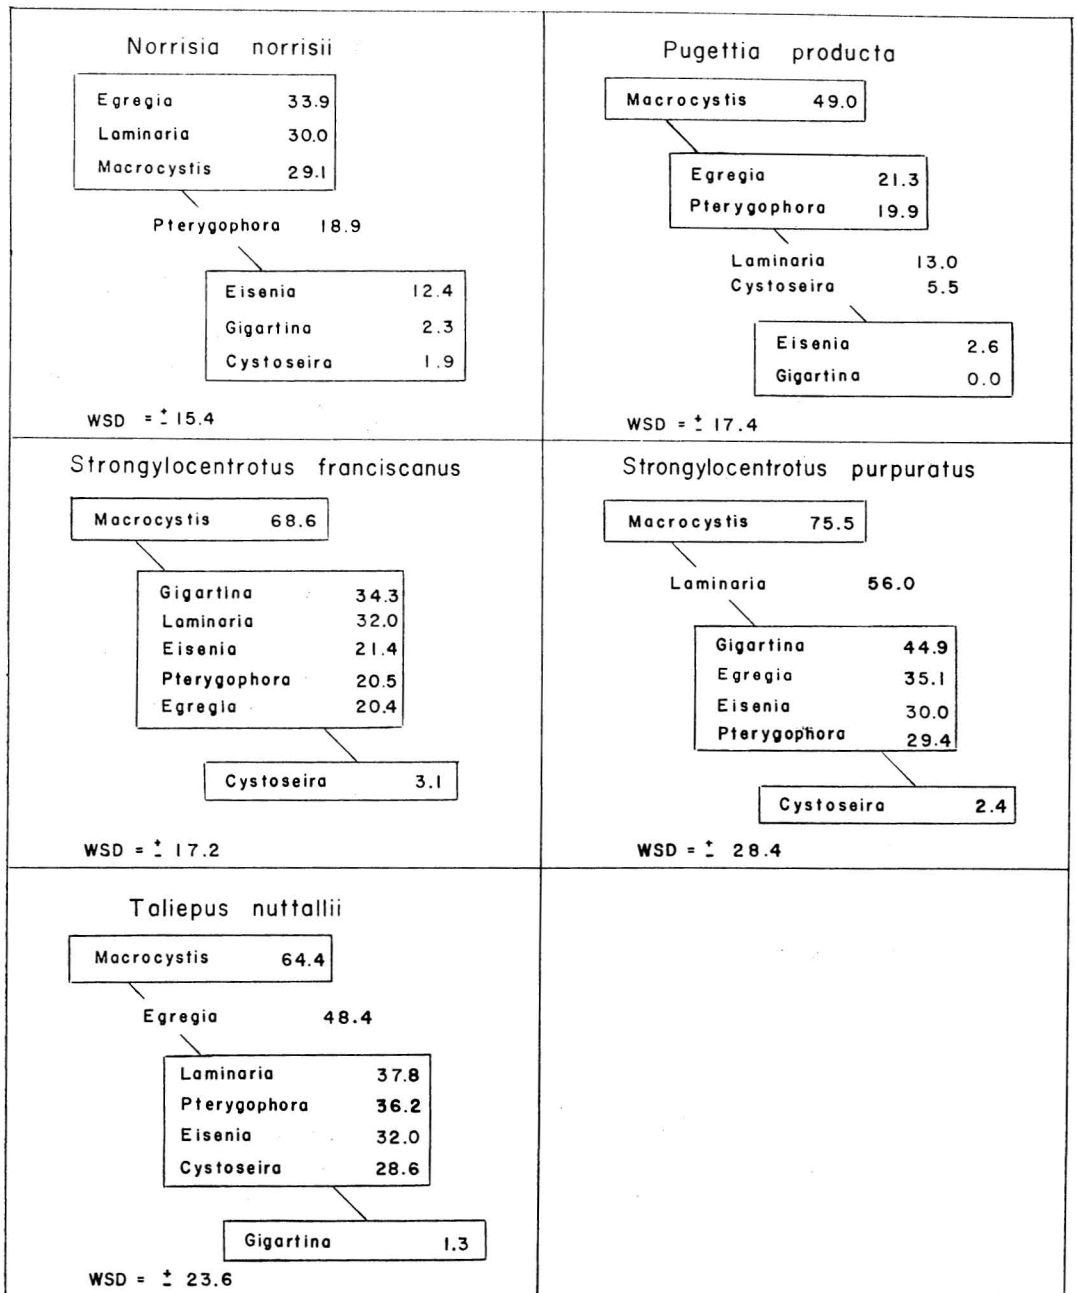 Norrisia norrisii
Egregia 33.9
Laminaria 30.0
Macrocystis 29.1
Pterygophora 18.9
Eisenia 12.4
Gigartina 2.3
Cystoseira 1.9
WSD = ± 15.4
Pugettia producta
Macrocystis 49.0
Egregia 21.3
Pterygophora 19.9
Laminaria 13.0
Cystoseira 5.5
Eisenia 2.6
Gigartina 0.0
WSD = ± 17.4
Strongylocentrotus franciscanus
Macrocystis 68.6
Gigartina 34.3
Laminaria 32.0
Eisenia 21.4
Pterygophora 20.5
Egregia 20.4
Cystoseira 3.1
WSD = ± 17.2
Strongylocentrotus purpuratus
Macrocystis 75.5
Laminaria 56.0
Gigartina 44.9
Egregia 35.1
Eisenia 30.0
Pterygophora 29.4
Cystoseira 2.4
WSD = ± 28.4
Taliepus nuttallii
Macrocystis 64.4
Egregia 48.4
Laminaria 37.8
Pterygophora 36.2
Eisenia 32.0
Cystoseira 28.6
Gigartina 1.3
WSD = ± 23.6